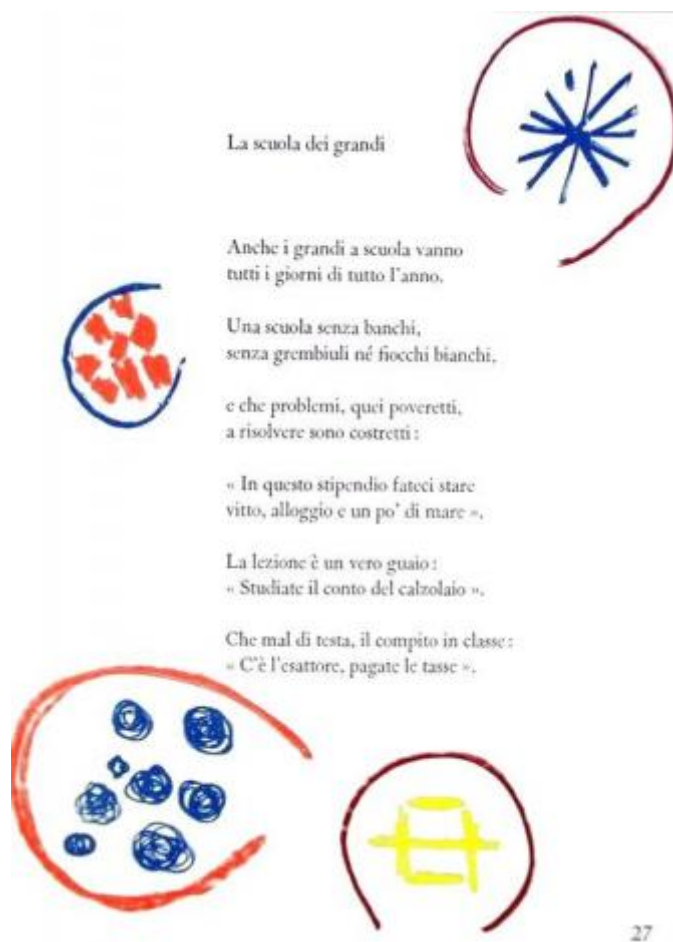 La scuola dei grandi
Anche i grandi a scuola vanno
tutti i giorni di tutto l'anno.
Una scuola senza banchi,
senza grembiuli né fiocchi bianchi,
e che problemi, quei poveretti,
a risolvere sono costretti :
« In questo stipendio fateci stare
vitto, alloggio e un po' di mare ».
La lezione è un vero guaio :
« Studiate il conto del calzolaio ».
Che mal di testa, il compito in classe :
« C'è l'esattore, pagate le tasse ».
27